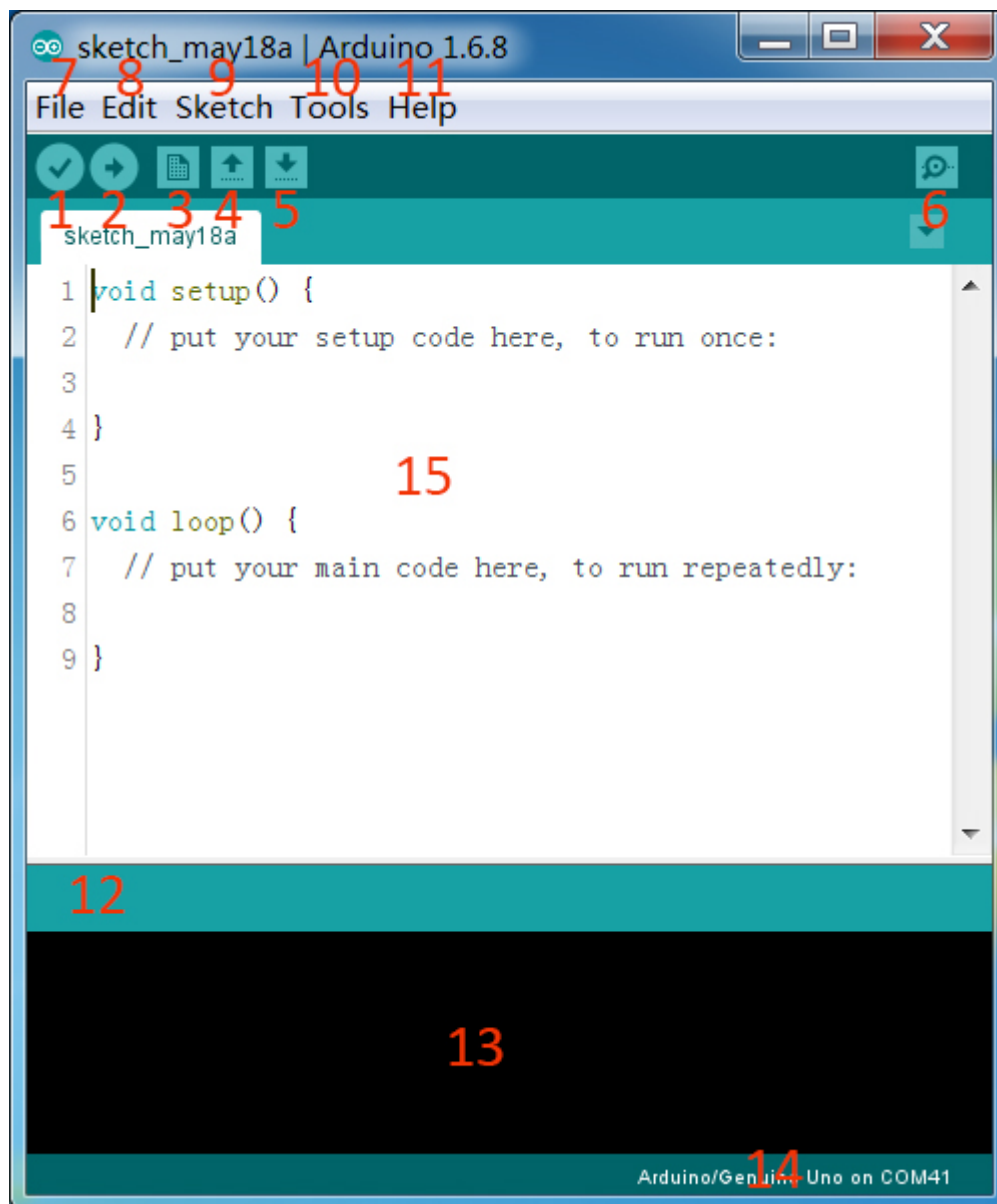 sketch_may18a | Arduino 1.6.8
7 8 9 10 11
File Edit Sketch Tools Help
1 2 3 4 5 6
sketch_may18a
1 void setup() {
2   // put your setup code here, to run once:
3
4 }
5
15
6 void loop() {
7   // put your main code here, to run repeatedly:
8
9 }
12
13
14
Arduino/Genuino Uno on COM41